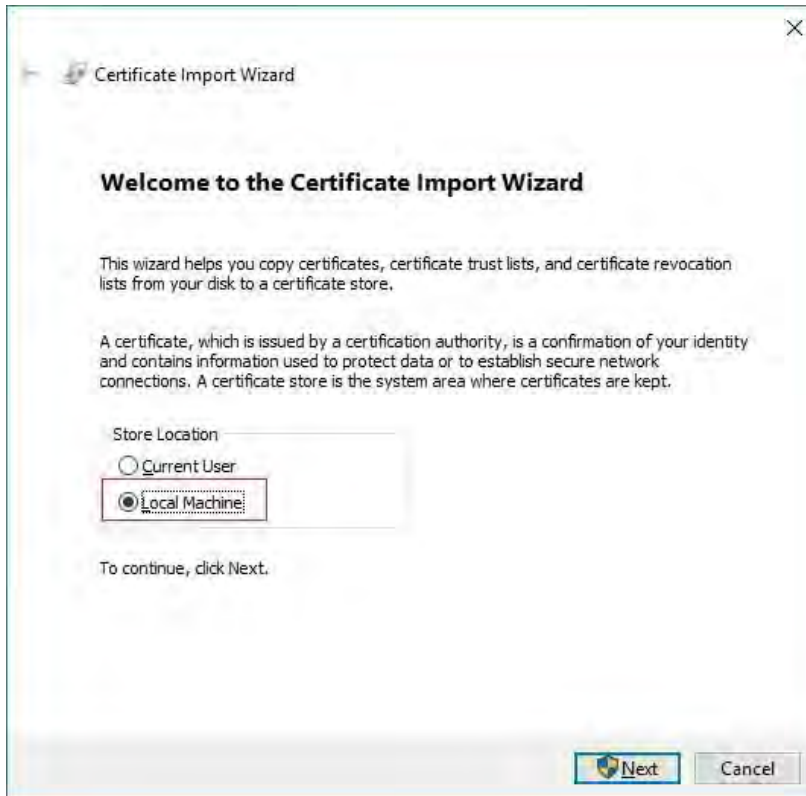 Certificate Import Wizard
Welcome to the Certificate Import Wizard
This wizard helps you copy certificates, certificate trust lists, and certificate revocation
lists from your disk to a certificate store.
A certificate, which is issued by a certification authority, is a confirmation of your identity
and contains information used to protect data or to establish secure network
connections. A certificate store is the system area where certificates are kept.
Store Location
Current User
Local Machine
To continue, click Next.
Next Cancel